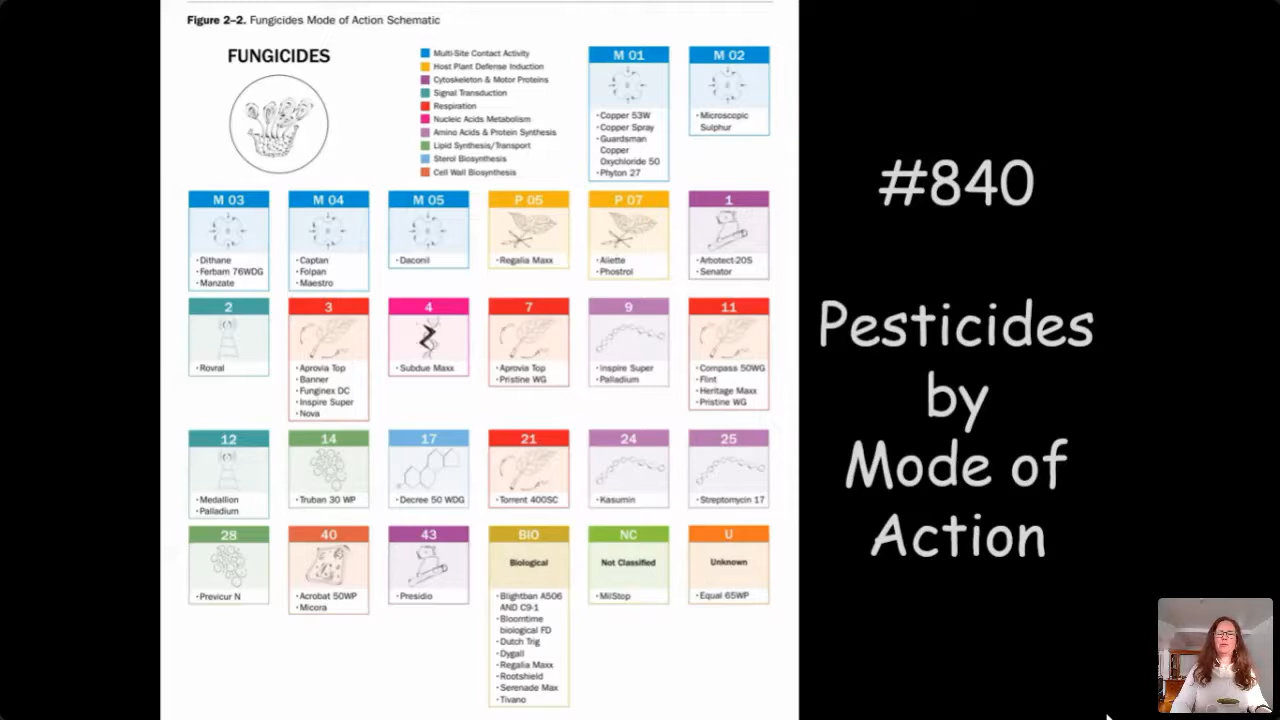 Figure 2–2. Fungicides Mode of Action Schematic
FUNGICIDES
Multi-Site Contact Activity
Host Plant Defense Induction
Cytoskeleton & Motor Proteins
Signal Transduction
Respiration
Nucleic Acids Metabolism
Amino Acids & Protein Synthesis
Lipid Synthesis/Transport
Sterol Biosynthesis
Cell Wall Biosynthesis
M 01
• Copper 53W
• Copper Spray
• Guardsman
Copper
Oxychloride 50
• Phyton 27
M 02
• Microscopic
Sulphur
M 03
• Dithane
• Ferbam 76WDG
• Manzate
M 04
• Captan
• Folpan
• Maestro
M 05
• Daconil
P 05
• Regalia Maxx
P 07
• Aliette
• Phostrol
1
• Arbotect-20S
• Senator
2
• Rovral
3
• Aprovia Top
• Banner
• Funginex DC
• Inspire Super
• Nova
4
• Subdue Maxx
7
• Aprovia Top
• Pristine WG
9
• Inspire Super
• Palladium
11
• Compass 50WG
• Flint
• Heritage Maxx
• Pristine WG
12
• Medallion
• Palladium
14
• Truban 30 WP
17
• Decree 50 WDG
21
• Torrent 400SC
24
• Kasumin
25
• Streptomycin 17
28
• Previcur N
40
• Acrobat 50WP
• Micora
43
• Presidio
BIO
Biological
• Blightban A506
AND C9-1
• Bloomtime
biological FD
• Dutch Trig
• Dygall
• Regalia Maxx
• Rootshield
• Serenade Max
• Tivano
NC
Not Classified
• MilStop
U
Unknown
• Equal 65WP
#840
Pesticides
by
Mode of
Action